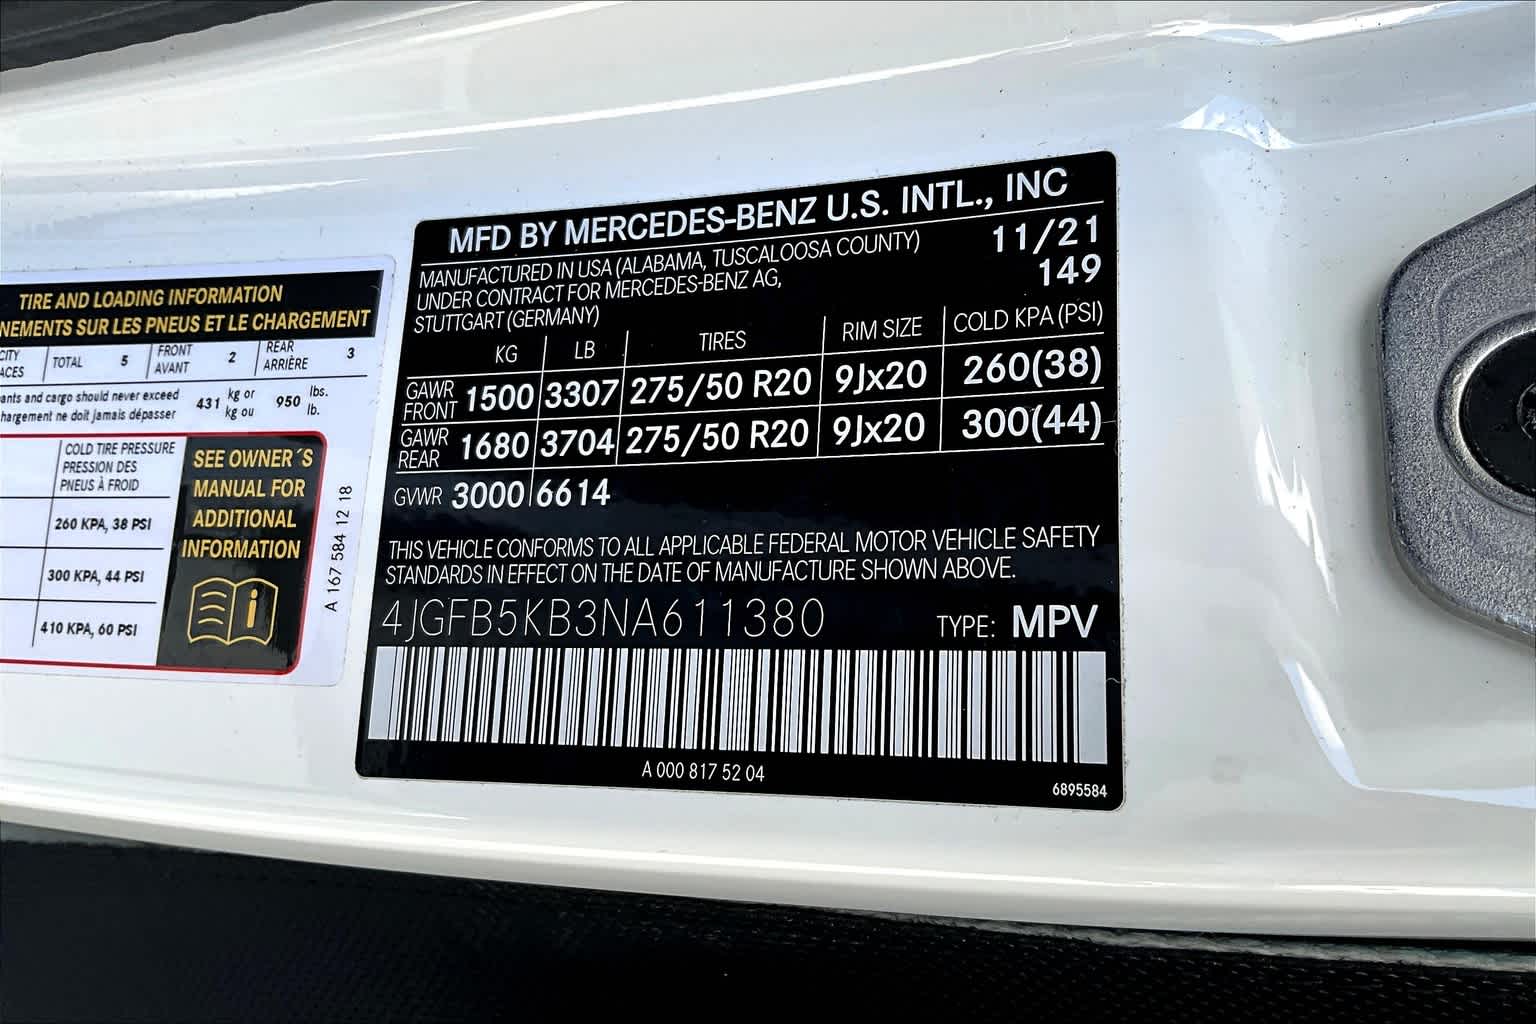 TIRE AND LOADING INFORMATION
NEMENTS SUR LES PNEUS ET LE CHARGEMENT
CITY ACES TOTAL 5 FRONT AVANT 2 REAR ARRIÈRE 3
ants and cargo should never exceed 431 kg or 950 lbs.
hargement ne doit jamais dépasser kg ou lb.
COLD TIRE PRESSURE
PRESSION DES
PNEUS À FROID
260 KPA, 38 PSI
300 KPA, 44 PSI
410 KPA, 60 PSI
SEE OWNER´S
MANUAL FOR
ADDITIONAL
INFORMATION
A 167 584 12 18
MFD BY MERCEDES-BENZ U.S. INTL., INC
MANUFACTURED IN USA (ALABAMA, TUSCALOOSA COUNTY) 11/21
UNDER CONTRACT FOR MERCEDES-BENZ AG, 149
STUTTGART (GERMANY)
KG LB TIRES RIM SIZE COLD KPA (PSI)
GAWR FRONT 1500 3307 275/50 R20 9Jx20 260(38)
GAWR REAR 1680 3704 275/50 R20 9Jx20 300(44)
GVWR 3000 6614
THIS VEHICLE CONFORMS TO ALL APPLICABLE FEDERAL MOTOR VEHICLE SAFETY
STANDARDS IN EFFECT ON THE DATE OF MANUFACTURE SHOWN ABOVE.
4JGFB5KB3NA611380 TYPE: MPV
A 000 817 52 04
6895584